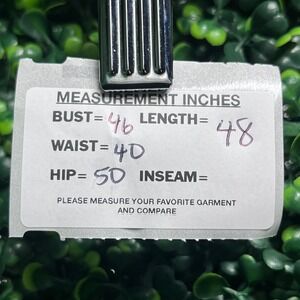 MEASUREMENT INCHES
BUST= 46 LENGTH= 48
WAIST= 40
HIP= 50 INSEAM=
PLEASE MEASURE YOUR FAVORITE GARMENT
AND COMPARE